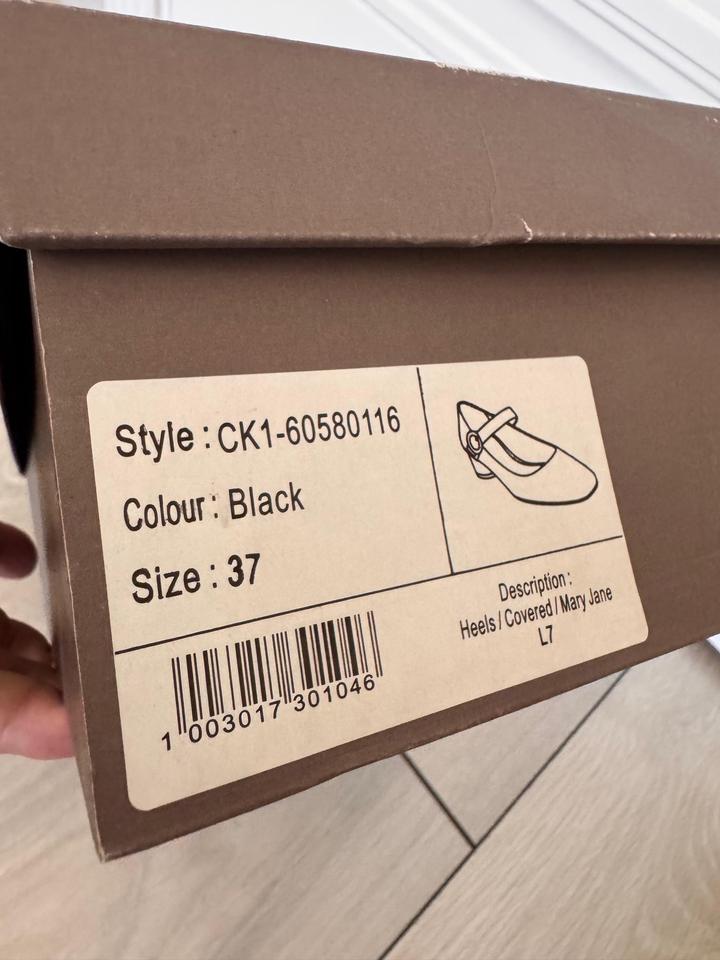 Style : CK1-60580116
Colour : Black
Size : 37
Description :
Heels / Covered / Mary Jane
L7
1 003017 301046